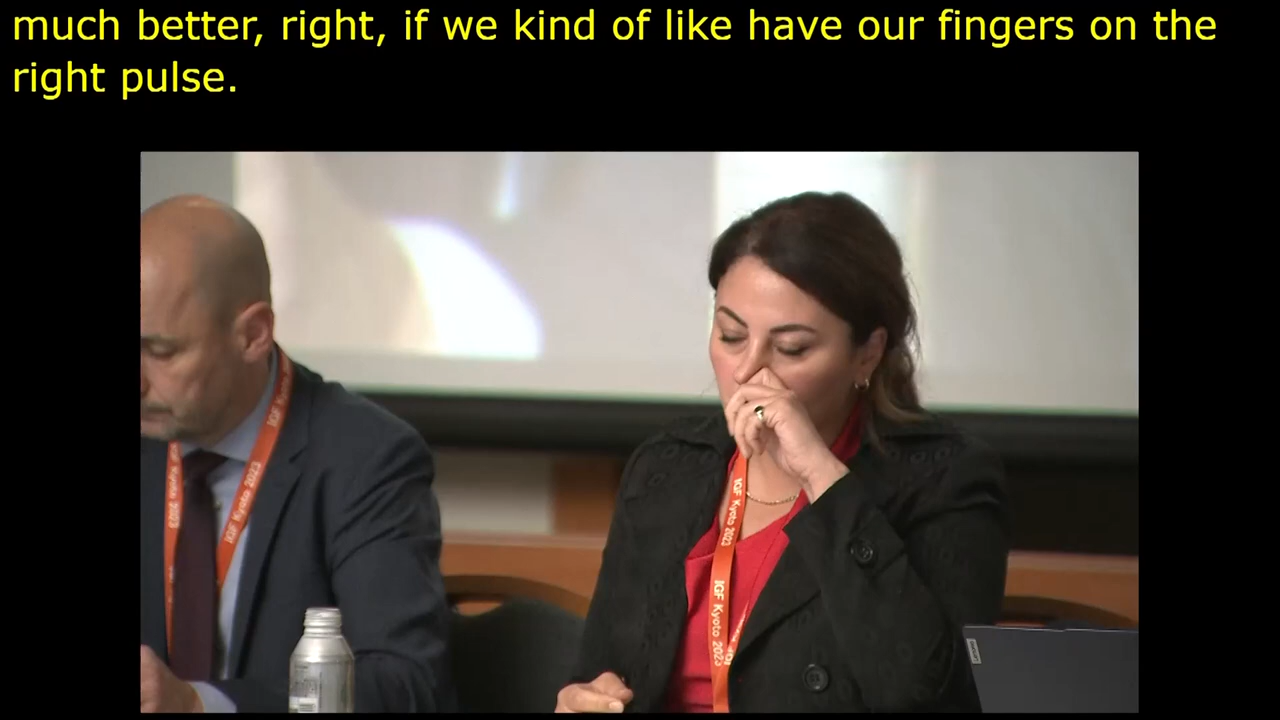 much better, right, if we kind of like have our fingers on the
right pulse.
IGF Kyoto 2023
IGF Kyoto 2023
IGF Kyoto 2023
IGF Kyoto 2023